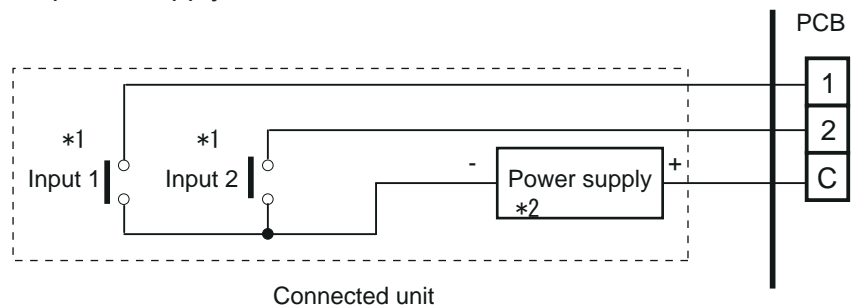 PCB
1
*1 *1
2
Input 1 Input 2 - Power supply + C
*2
Connected unit